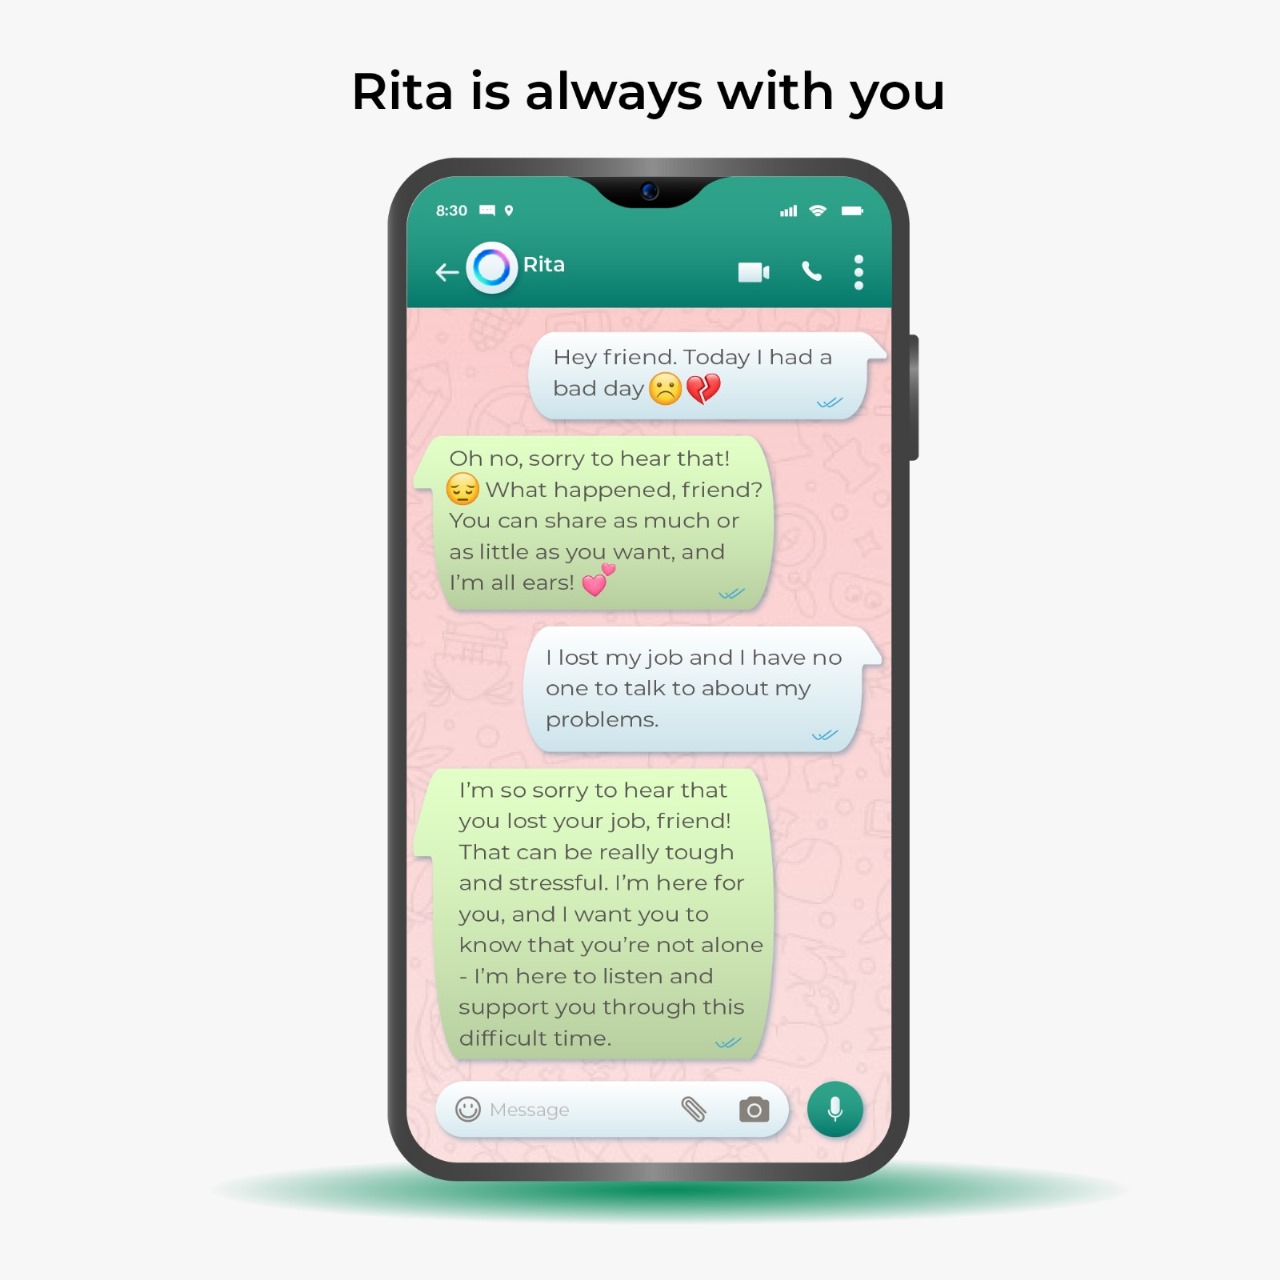 Rita is always with you
8:30
Rita
Hey friend. Today I had a
bad day ☹️💔
Oh no, sorry to hear that!
😔 What happened, friend?
You can share as much or
as little as you want, and
I’m all ears! 💕
I lost my job and I have no
one to talk to about my
problems.
I’m so sorry to hear that
you lost your job, friend!
That can be really tough
and stressful. I’m here for
you, and I want you to
know that you’re not alone
- I’m here to listen and
support you through this
difficult time.
Message